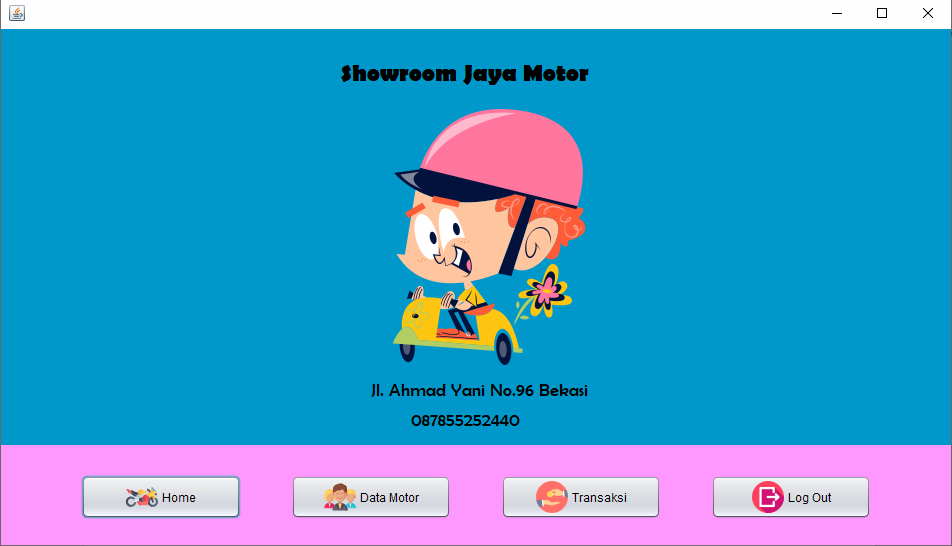 Showroom Jaya Motor
Jl. Ahmad Yani No.96 Bekasi
087855252440
Home
Data Motor
Transaksi
Log Out